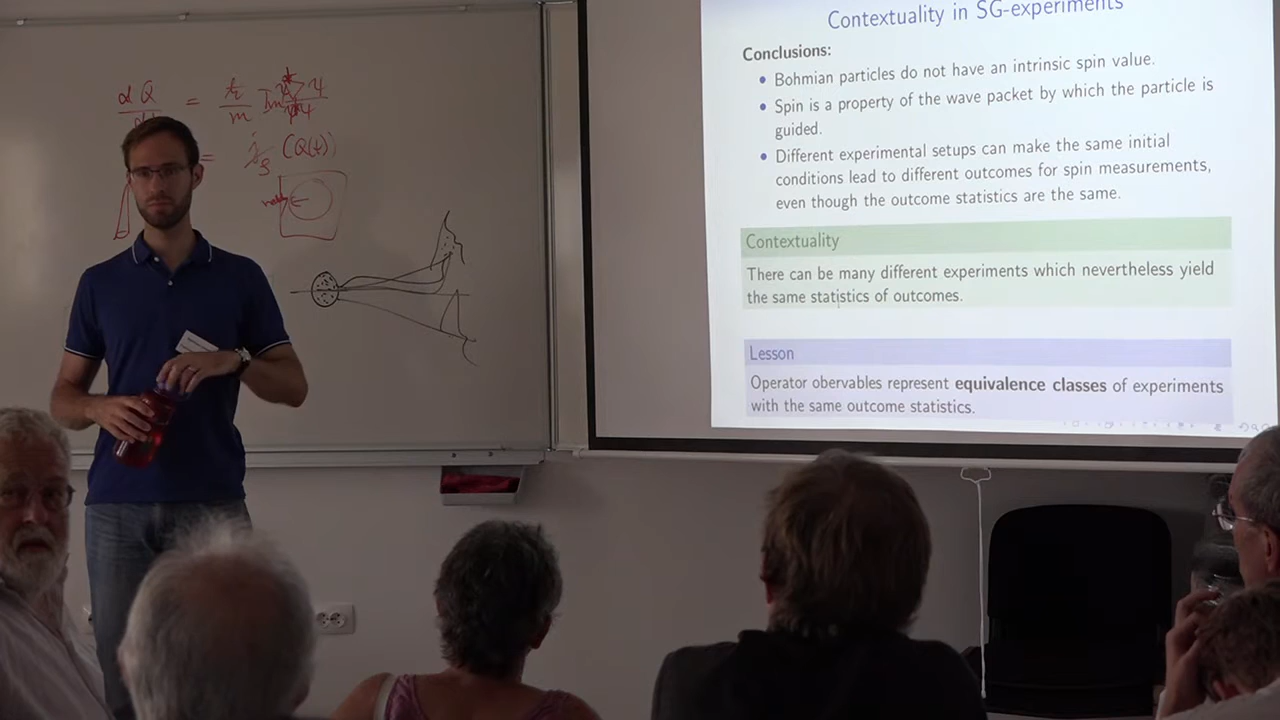 dQ = ħ Im ψ
m ψ
= j (Q(t))
Contextuality in SG-experiments
Conclusions:
• Bohmian particles do not have an intrinsic spin value.
• Spin is a property of the wave packet by which the particle is
guided.
• Different experimental setups can make the same initial
conditions lead to different outcomes for spin measurements,
even though the outcome statistics are the same.
Contextuality
There can be many different experiments which nevertheless yield
the same statistics of outcomes.
Lesson
Operator obervables represent equivalence classes of experiments
with the same outcome statistics.